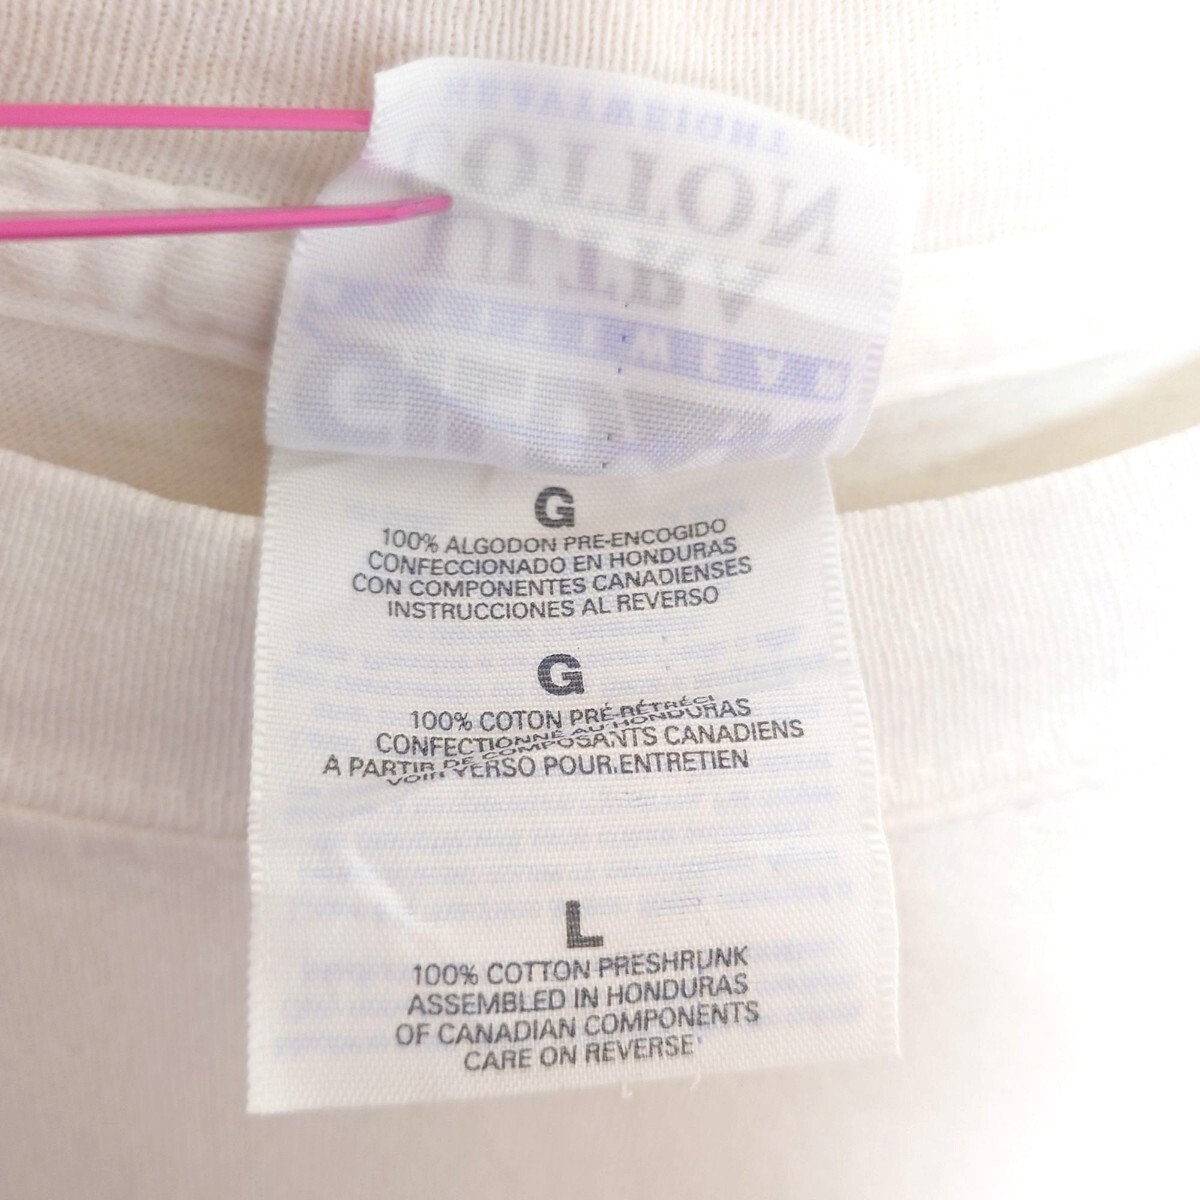 G
100% ALGODON PRE-ENCOGIDO
CONFECCIONADO EN HONDURAS
CON COMPONENTES CANADIENSES
INSTRUCCIONES AL REVERSO
G
100% COTON PRÉ-RÉTRÉCI
CONFECTIONNÉ AU HONDURAS
À PARTIR DE COMPOSANTS CANADIENS
VOIR VERSO POUR ENTRETIEN
L
100% COTTON PRESHRUNK
ASSEMBLED IN HONDURAS
OF CANADIAN COMPONENTS
CARE ON REVERSE